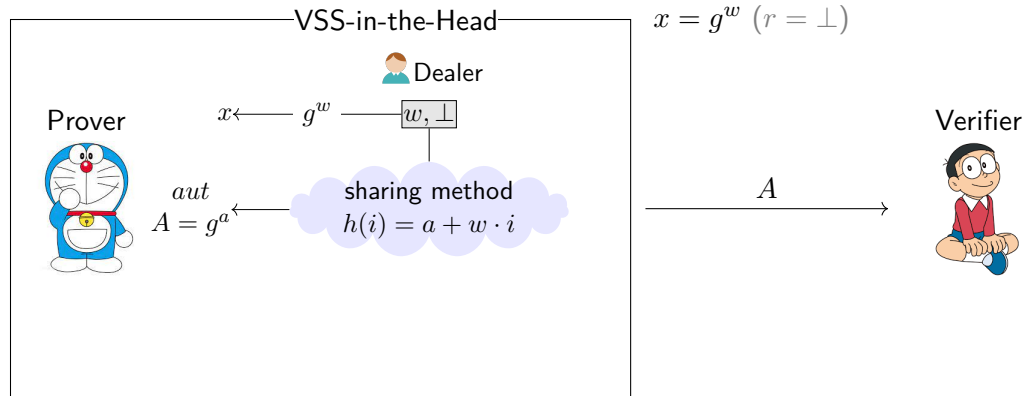 VSS-in-the-Head
x = g^w (r = ⊥)
Dealer
x ← g^w — w, ⊥
Prover
Verifier
sharing method
h(i) = a + w · i
aut
A = g^a
A